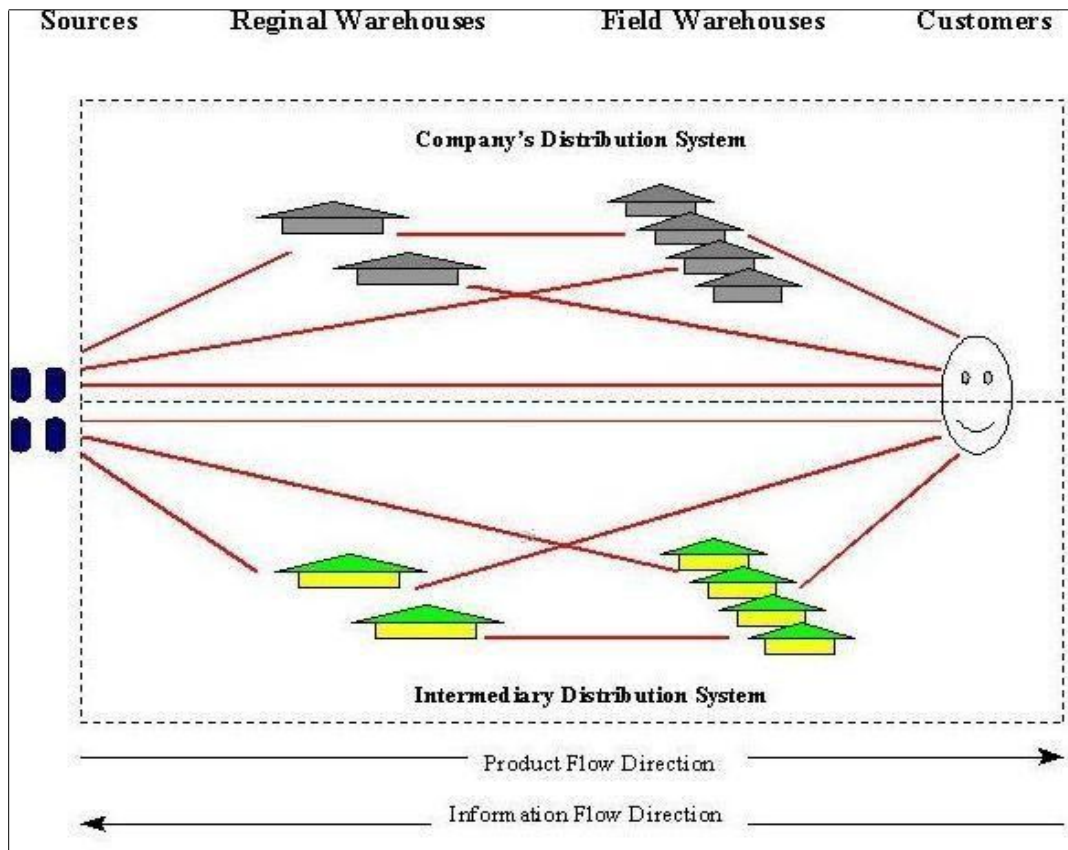 Sources Reginal Warehouses Field Warehouses Customers
Company's Distribution System
Intermediary Distribution System
Product Flow Direction
Information Flow Direction